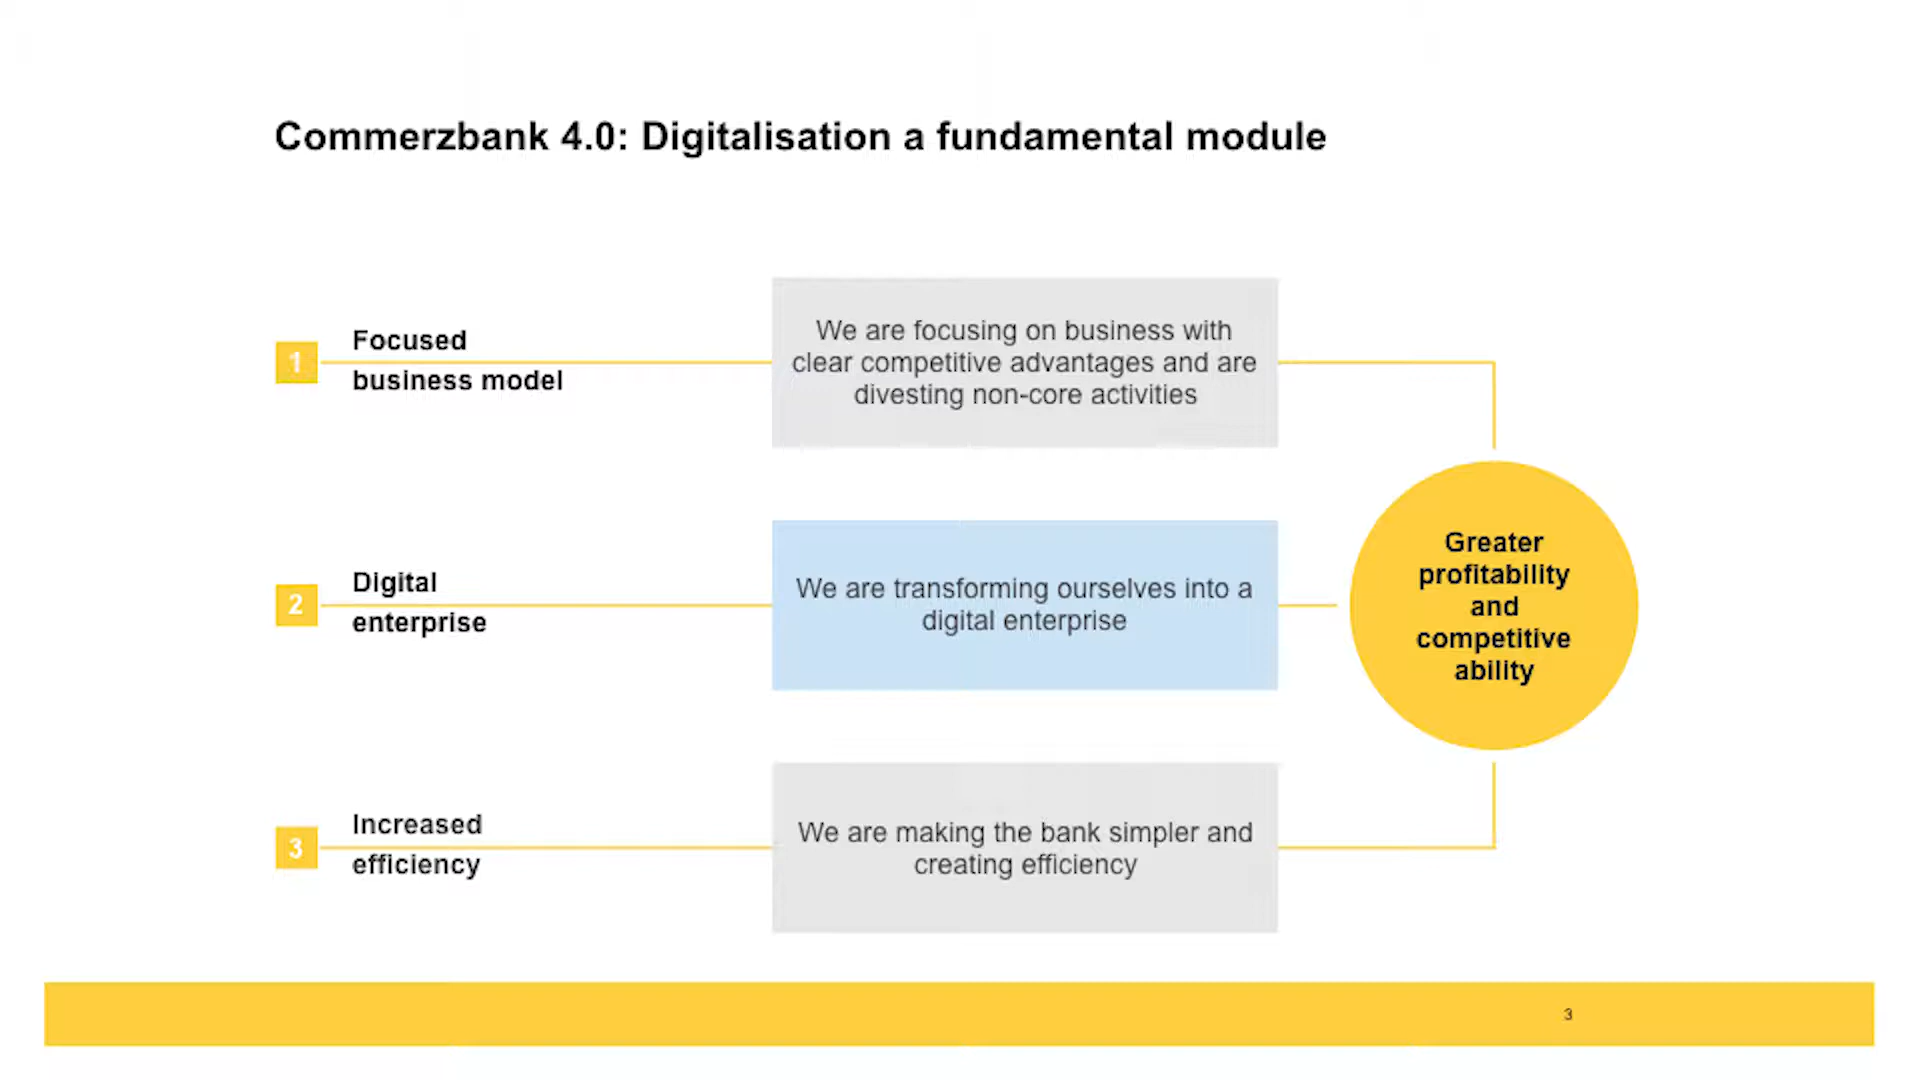 Commerzbank 4.0: Digitalisation a fundamental module
1
Focused
business model
We are focusing on business with
clear competitive advantages and are
divesting non-core activities
2
Digital
enterprise
We are transforming ourselves into a
digital enterprise
Greater
profitability
and
competitive
ability
3
Increased
efficiency
We are making the bank simpler and
creating efficiency
3